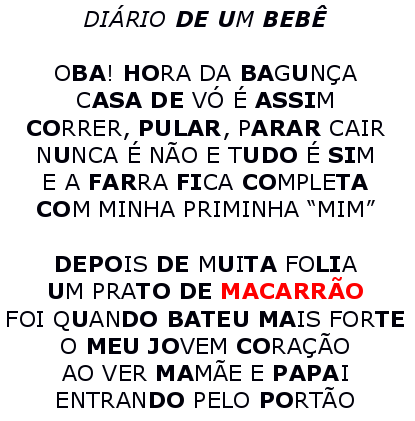 DIÁRIO DE UM BEBÊ
OBA! HORA DA BAGUNÇA
CASA DE VÓ É ASSIM
CORRER, PULAR, PARAR CAIR
NUNCA É NÃO E TUDO É SIM
E A FARRA FICA COMPLETA
COM MINHA PRIMINHA “MIM”
DEPOIS DE MUITA FOLIA
UM PRATO DE MACARRÃO
FOI QUANDO BATEU MAIS FORTE
O MEU JOVEM CORAÇÃO
AO VER MAMÃE E PAPAI
ENTRANDO PELO PORTÃO